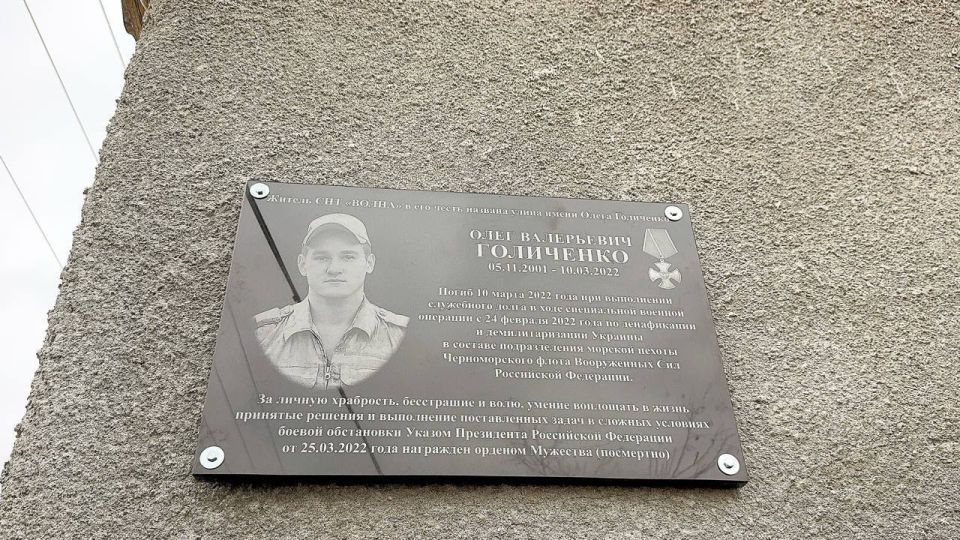 Житель СНТ «ВОЛНА» в его честь названа улица имени Олега Голиченко
ОЛЕГ ВАЛЕРЬЕВИЧ
ГОЛИЧЕНКО
05.11.2001 - 10.03.2022
Погиб 10 марта 2022 года при выполнении
служебного долга в ходе специальной военной
операции с 24 февраля 2022 года по денафикации
и демилитаризации Украины
в составе подразделения морской пехоты
Черноморского флота Вооруженных Сил
Российской Федерации.
За личную храбрость, бесстрашие и волю, умение воплощать в жизнь
принятые решения и выполнение поставленных задач в сложных условиях
боевой обстановки Указом Президента Российской Федерации
от 25.03.2022 года награжден орденом Мужества (посмертно)